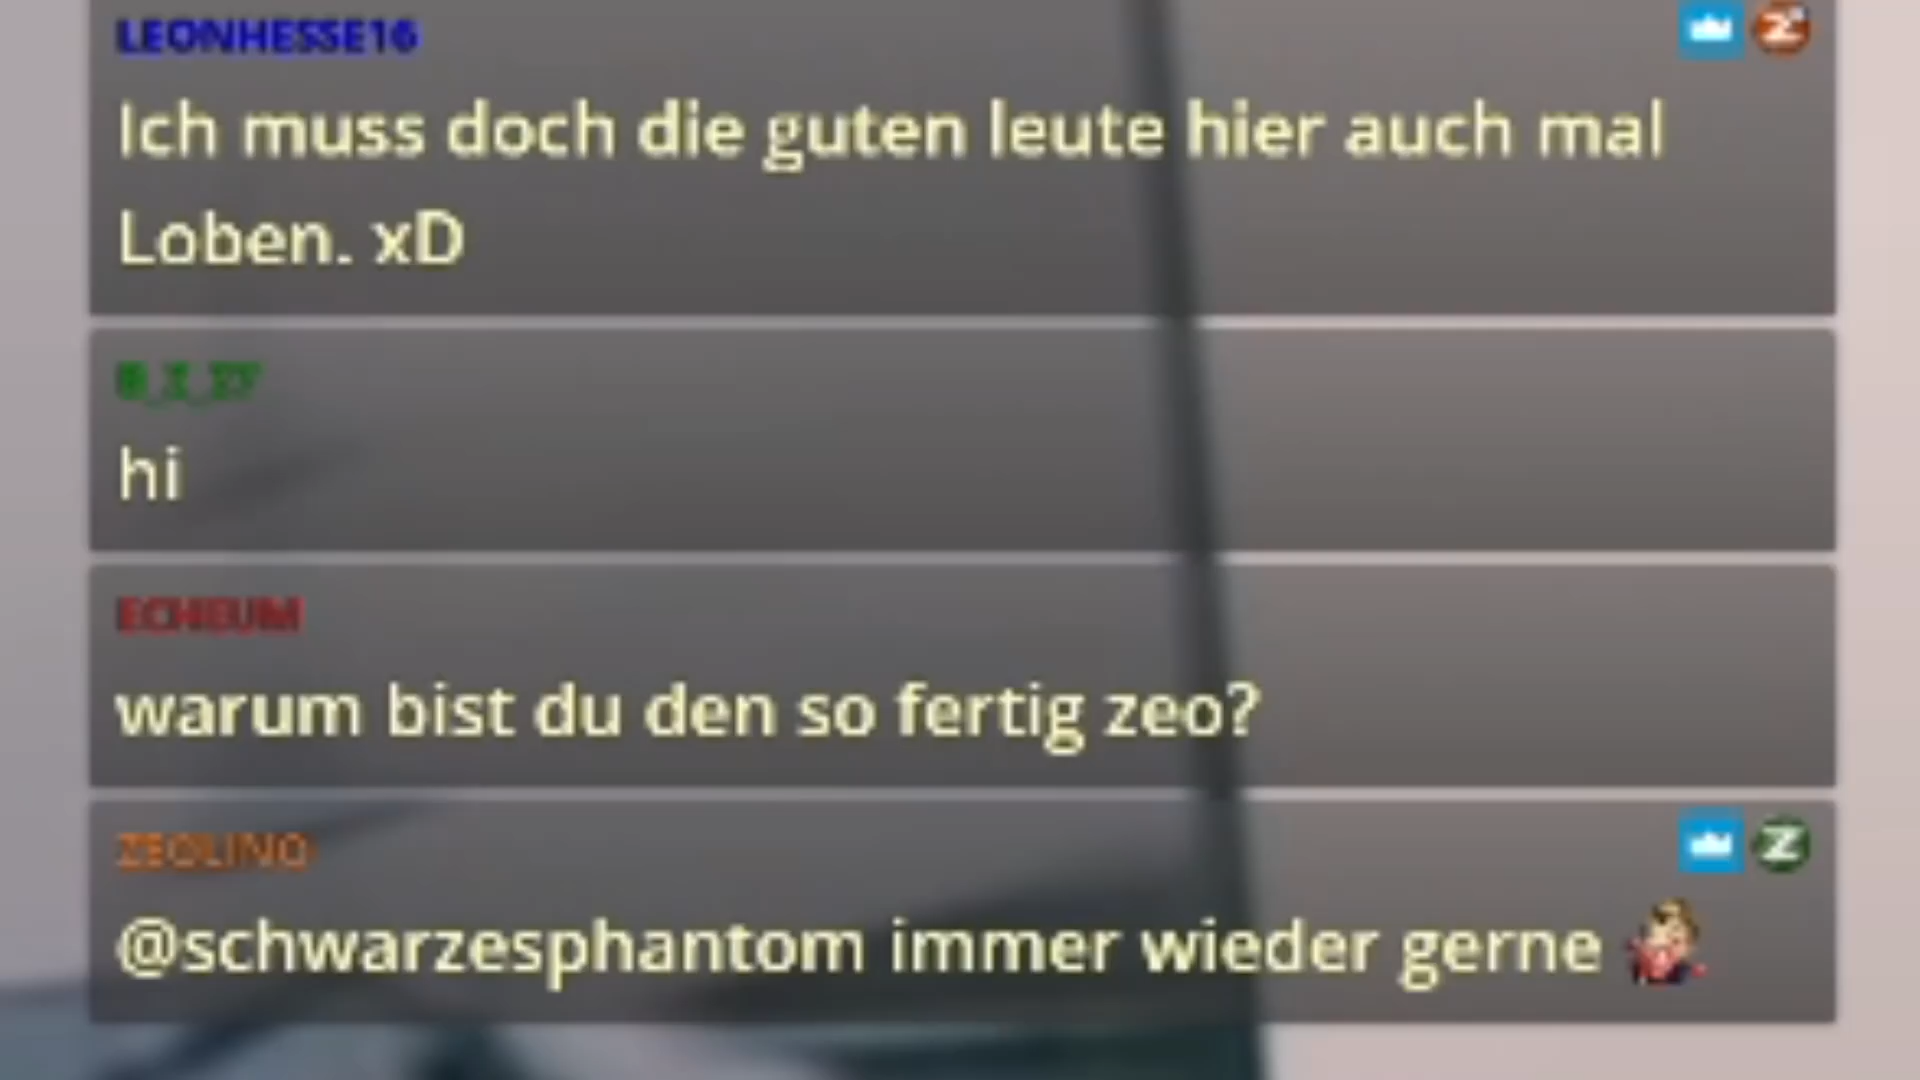 LEONHESSE16
Ich muss doch die guten leute hier auch mal
Loben. xD
hi
ECHEUM
warum bist du den so fertig zeo?
ZEOLINO
@schwarzesphantom immer wieder gerne